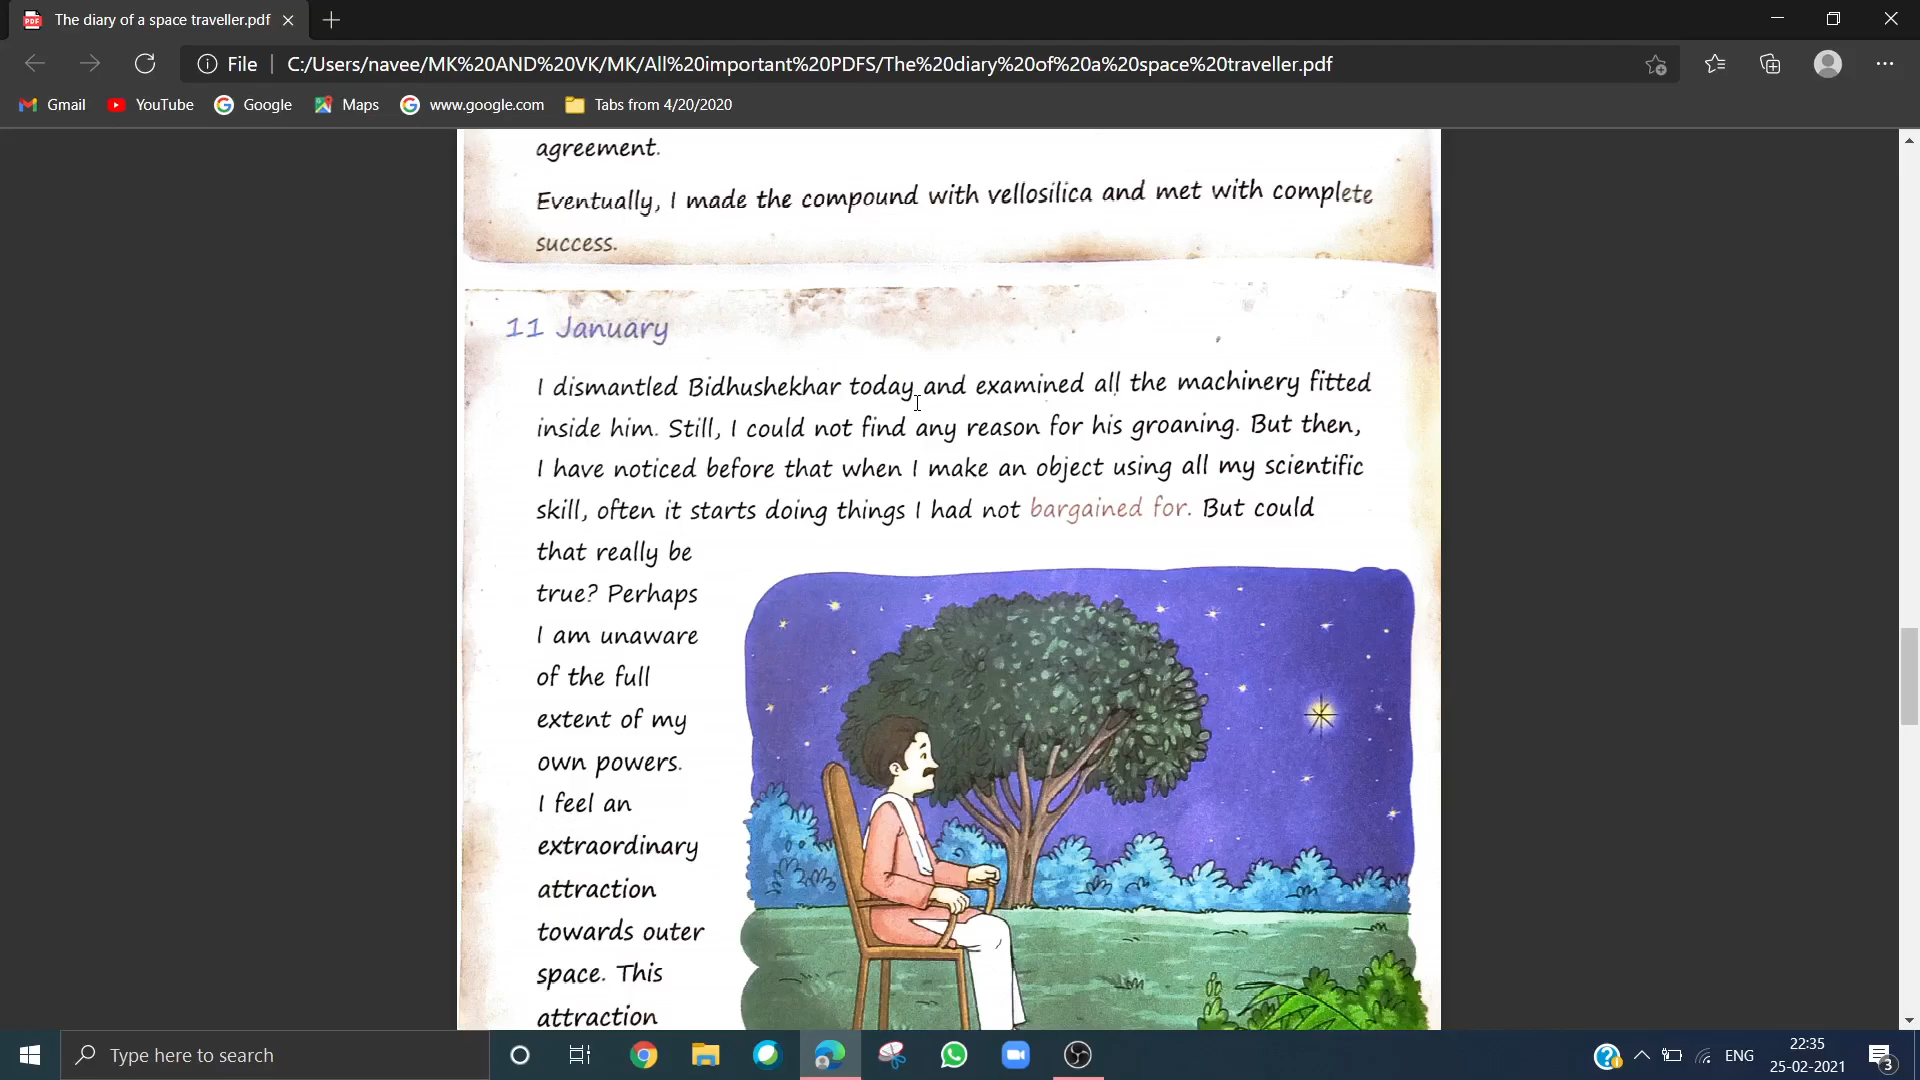 The diary of a space traveller.pdf
File
C:/Users/navee/MK%20AND%20VK/MK/All%20important%20PDFS/The%20diary%20of%20a%20space%20traveller.pdf
Gmail
YouTube
Google
Maps
www.google.com
Tabs from 4/20/2020
agreement.
Eventually, I made the compound with vellosilica and met with complete
success.
11 January
I dismantled Bidhushekhar today and examined all the machinery fitted
inside him. Still, I could not find any reason for his groaning. But then,
I have noticed before that when I make an object using all my scientific
skill, often it starts doing things I had not bargained for. But could
that really be
true? Perhaps
I am unaware
of the full
extent of my
own powers.
I feel an
extraordinary
attraction
towards outer
space. This
attraction
Type here to search
ENG
22:35
25-02-2021
3